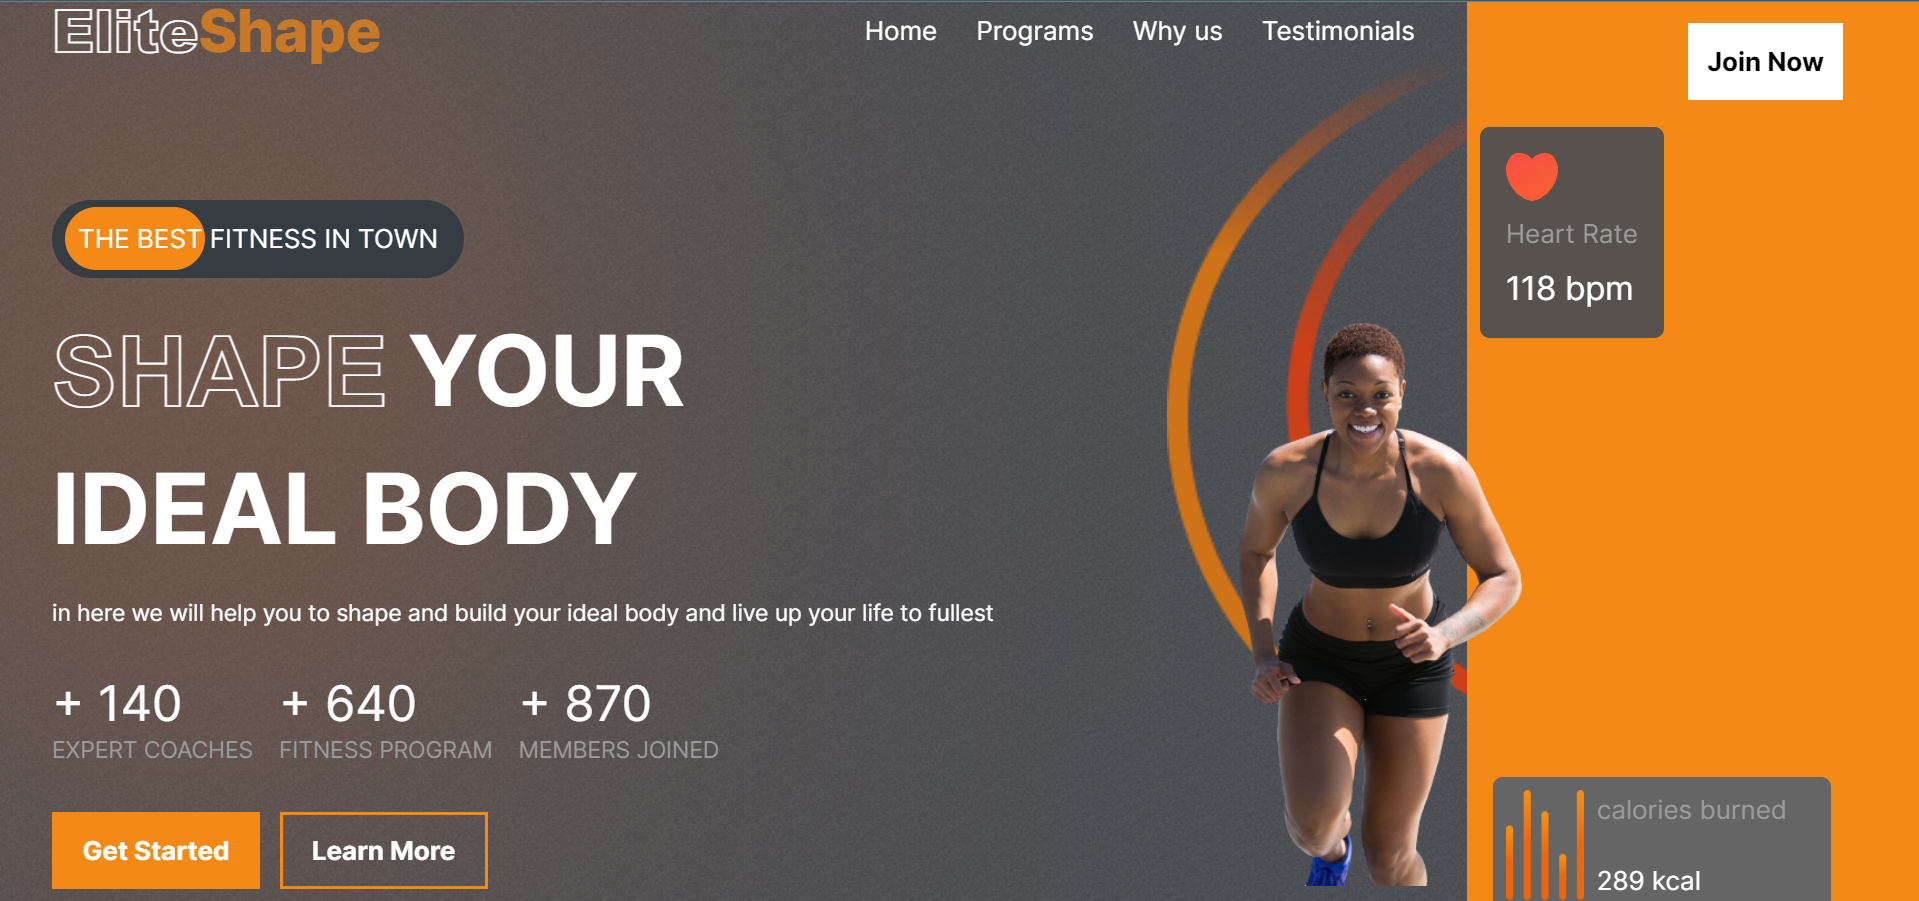 EliteShape
Home Programs Why us Testimonials
Join Now
THE BEST FITNESS IN TOWN
SHAPE YOUR
IDEAL BODY
in here we will help you to shape and build your ideal body and live up your life to fullest
+ 140 + 640 + 870
EXPERT COACHES FITNESS PROGRAM MEMBERS JOINED
Get Started Learn More
Heart Rate
118 bpm
calories burned
289 kcal